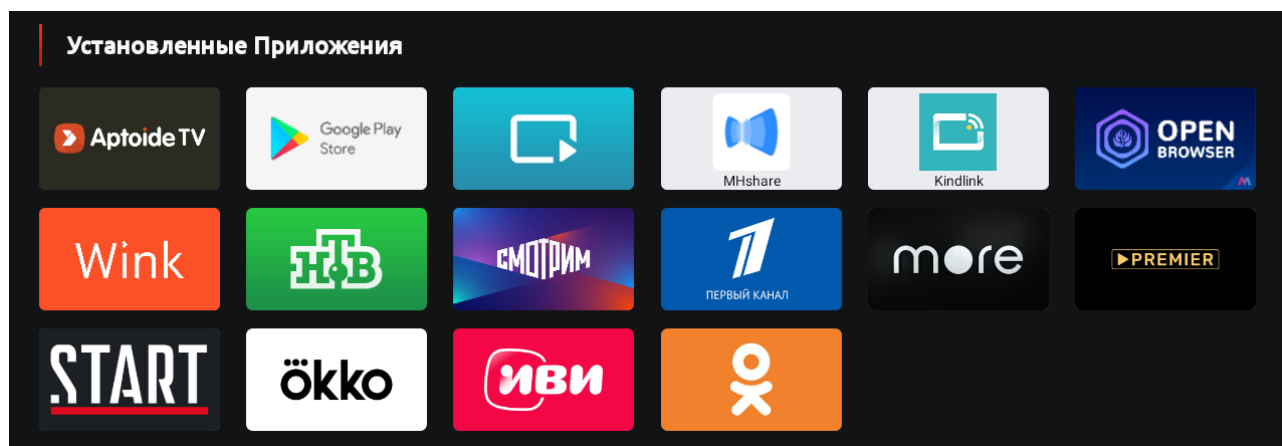 Установленные Приложения
Aptoide TV
Google Play
Store
MHshare
Kindlink
OPEN
BROWSER
M
Wink
НТВ
СМОТРИМ
ПЕРВЫЙ КАНАЛ
more
PREMIER
START
ökko
иви